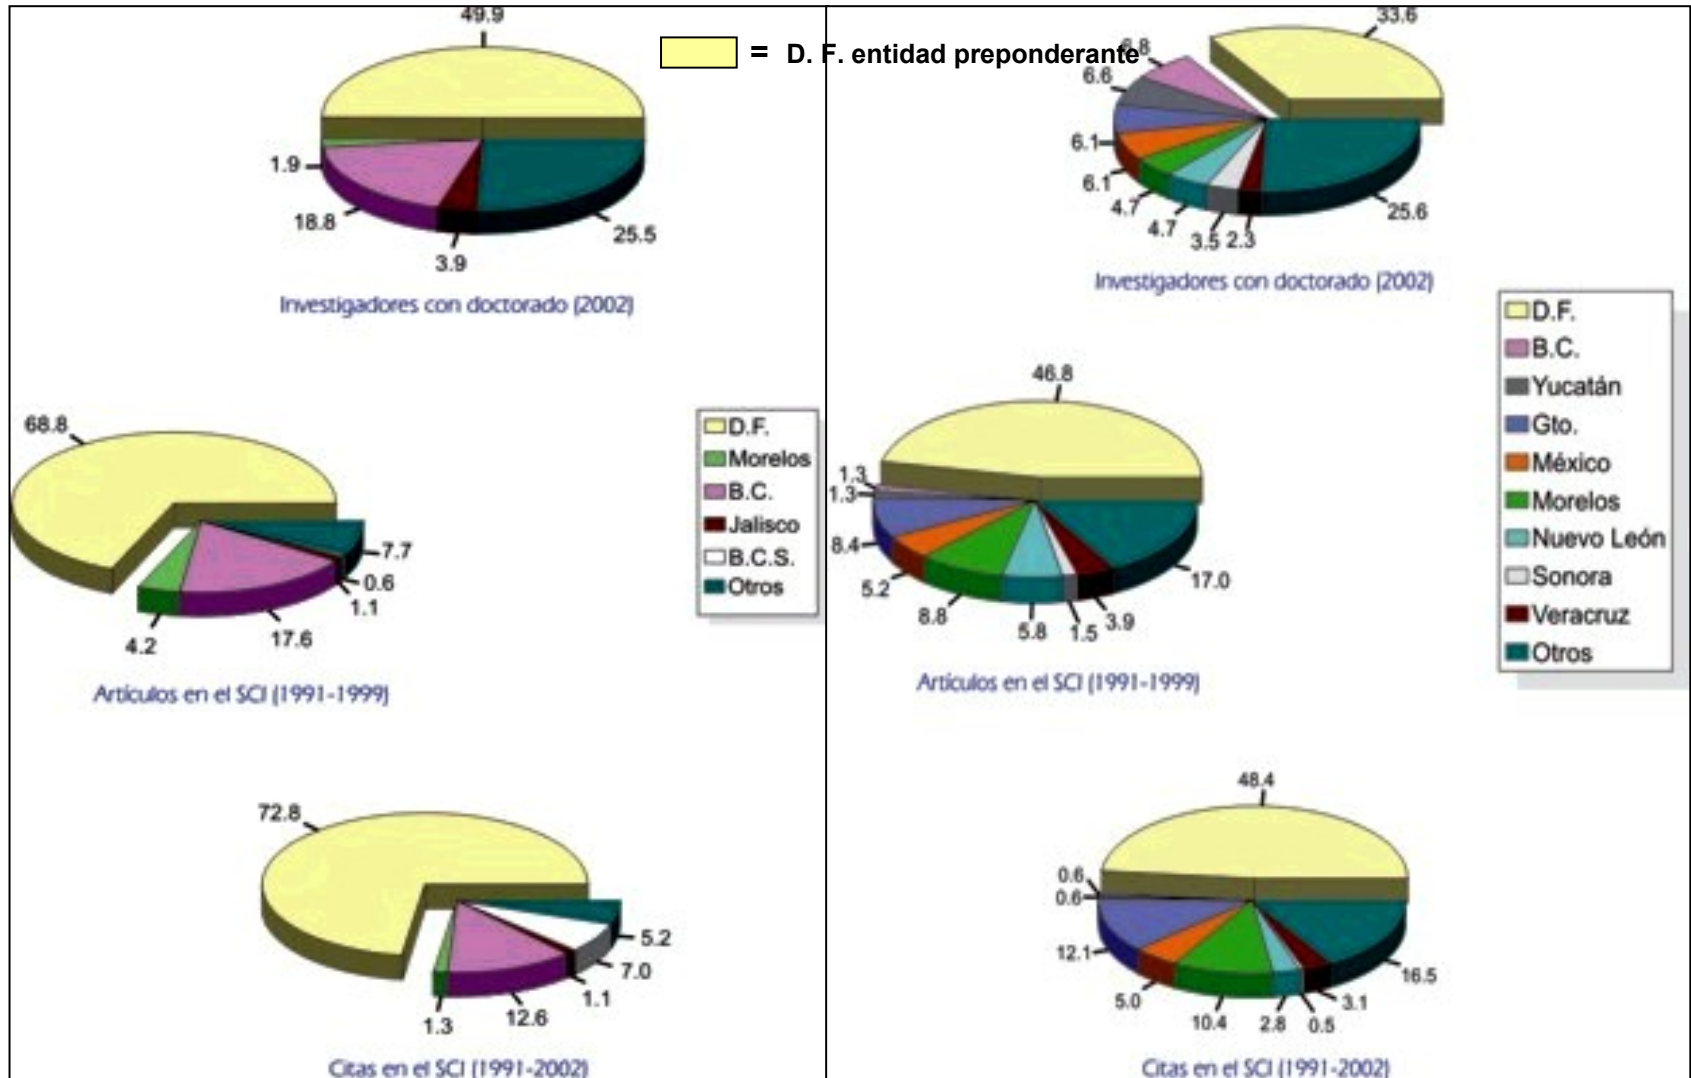 = D. F. entidad preponderante
49.9
1.9
18.8
3.9
25.5
Investigadores con doctorado (2002)
68.8
4.2
17.6
1.1
0.6
7.7
Artículos en el SCI (1991-1999)
D.F.
Morelos
B.C.
Jalisco
B.C.S.
Otros
72.8
1.3
12.6
1.1
7.0
5.2
Citas en el SCI (1991-2002)
33.6
6.8
6.6
6.1
6.1
4.7
4.7
3.5
2.3
25.6
Investigadores con doctorado (2002)
46.8
1.3
1.3
8.4
5.2
8.8
5.8
1.5
3.9
17.0
Artículos en el SCI (1991-1999)
D.F.
B.C.
Yucatán
Gto.
México
Morelos
Nuevo León
Sonora
Veracruz
Otros
48.4
0.6
0.6
12.1
5.0
10.4
2.8
0.5
3.1
16.5
Citas en el SCI (1991-2002)